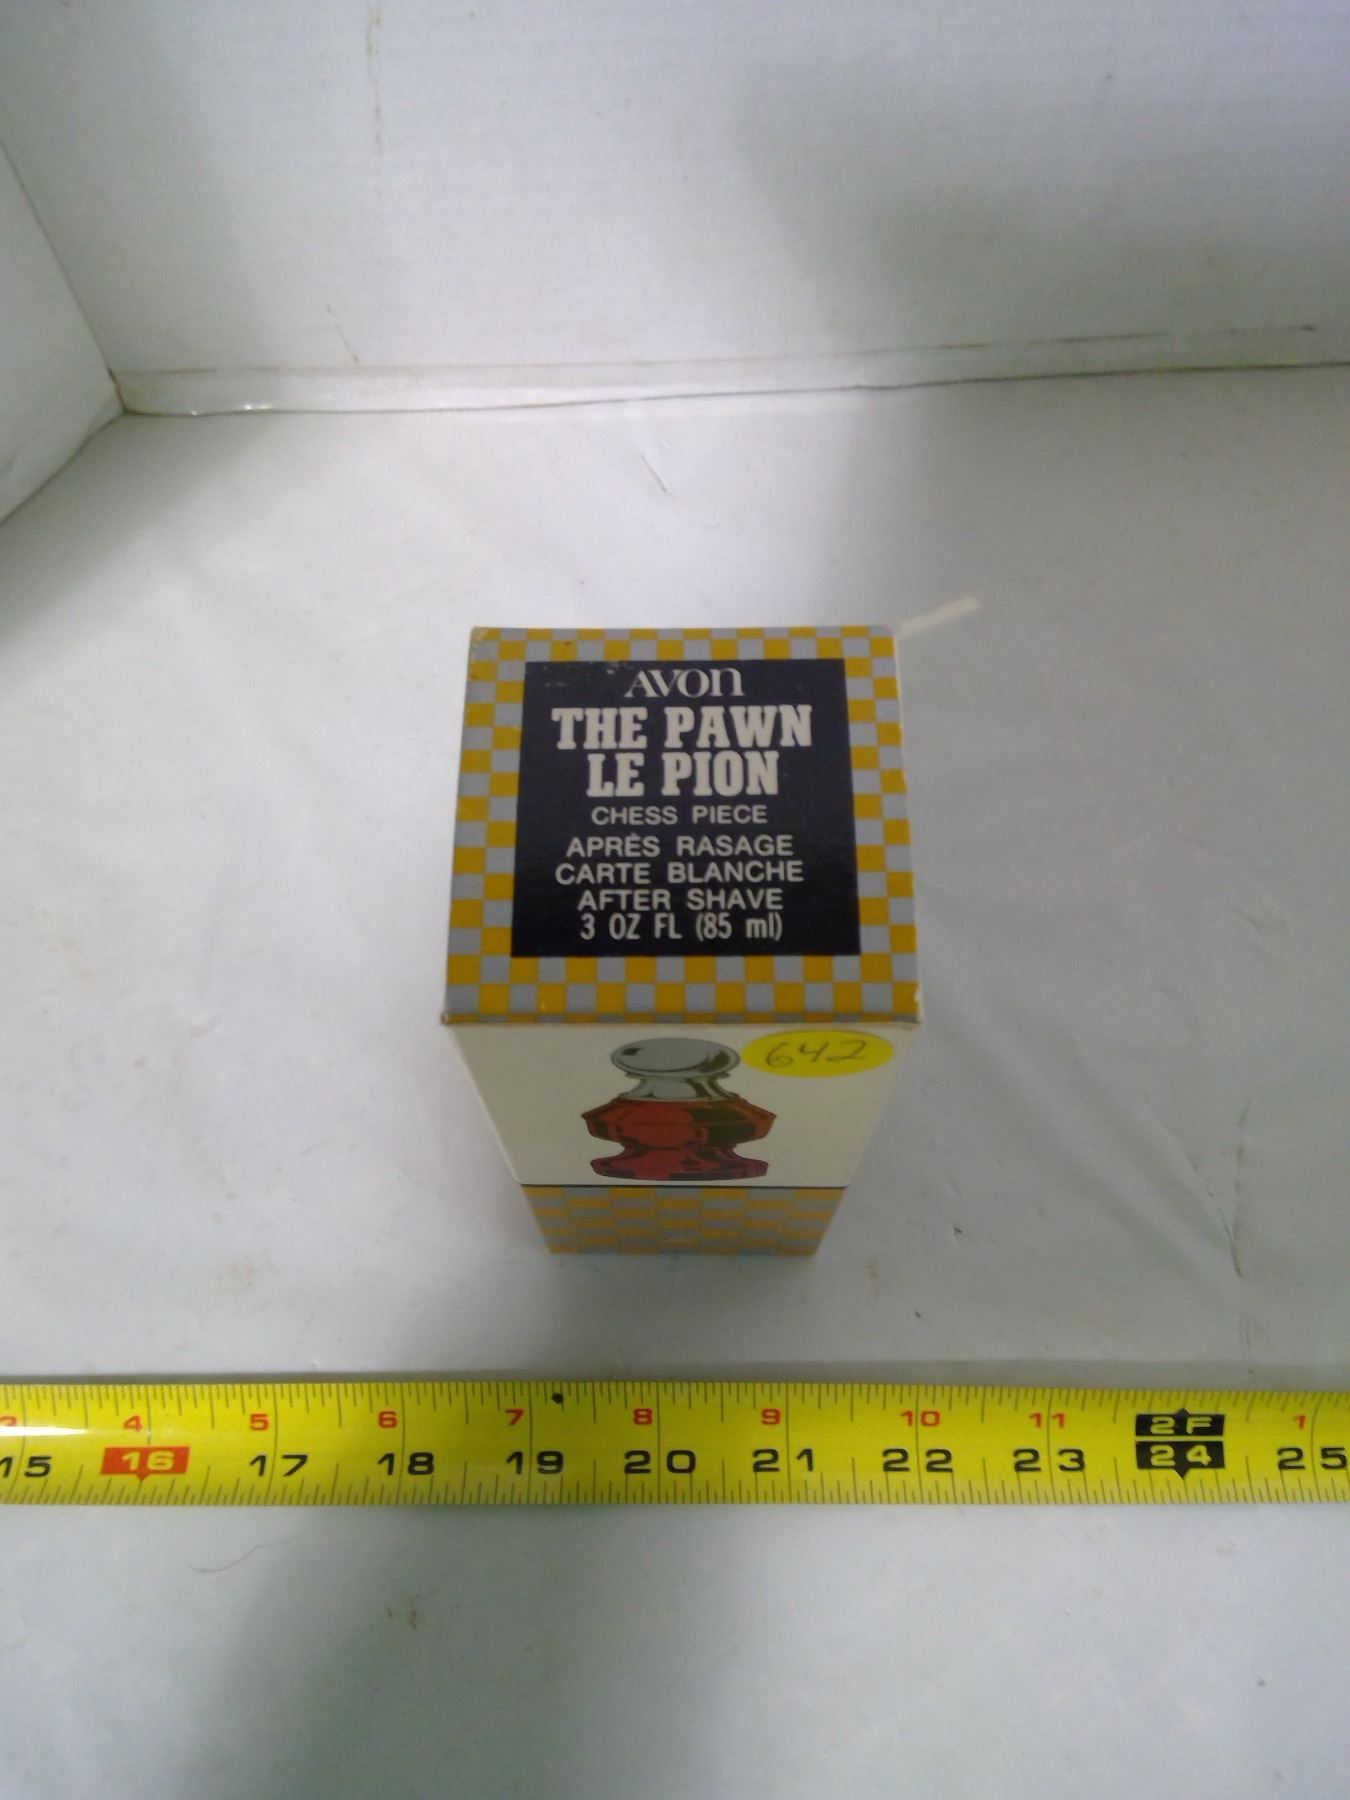 AVON
THE PAWN
LE PION
CHESS PIECE
APRÈS RASAGE
CARTE BLANCHE
AFTER SHAVE
3 OZ FL (85 ml)
642
3 4 5 6 7 8 9 10 11 2F 1
15 16 17 18 19 20 21 22 23 24 25